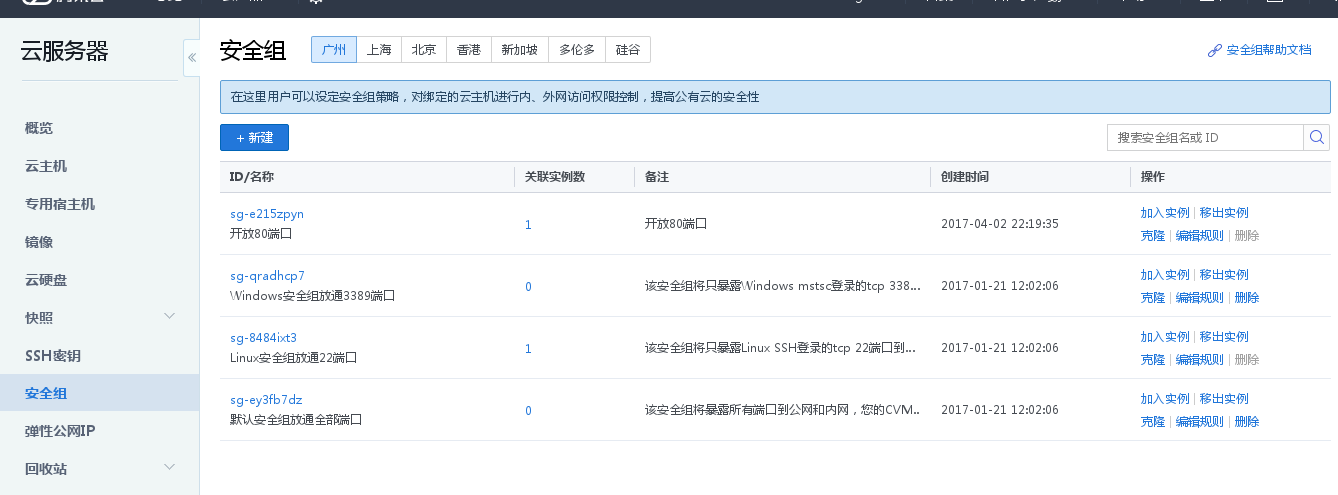 云服务器
安全组 广州 上海 北京 香港 新加坡 多伦多 硅谷
安全组帮助文档
在这里用户可以设定安全组策略，对绑定的云主机进行内、外网访问权限控制，提高公有云的安全性
概览
云主机
专用宿主机
镜像
云硬盘
快照
SSH密钥
安全组
弹性公网IP
回收站
+ 新建
搜索安全组名或 ID
ID/名称 关联实例数 备注 创建时间 操作
sg-e215zpyn
开放80端口
1 开放80端口 2017-04-02 22:19:35
加入实例 | 移出实例
克隆 | 编辑规则 | 删除
sg-qradhcp7
Windows安全组放通3389端口
0 该安全组将只暴露Windows mstsc登录的tcp 338... 2017-01-21 12:02:06
加入实例 | 移出实例
克隆 | 编辑规则 | 删除
sg-8484ixt3
Linux安全组放通22端口
1 该安全组将只暴露Linux SSH登录的tcp 22端口到... 2017-01-21 12:02:06
加入实例 | 移出实例
克隆 | 编辑规则 | 删除
sg-ey3fb7dz
默认安全组放通全部端口
0 该安全组将暴露所有端口到公网和内网，您的CVM... 2017-01-21 12:02:06
加入实例 | 移出实例
克隆 | 编辑规则 | 删除